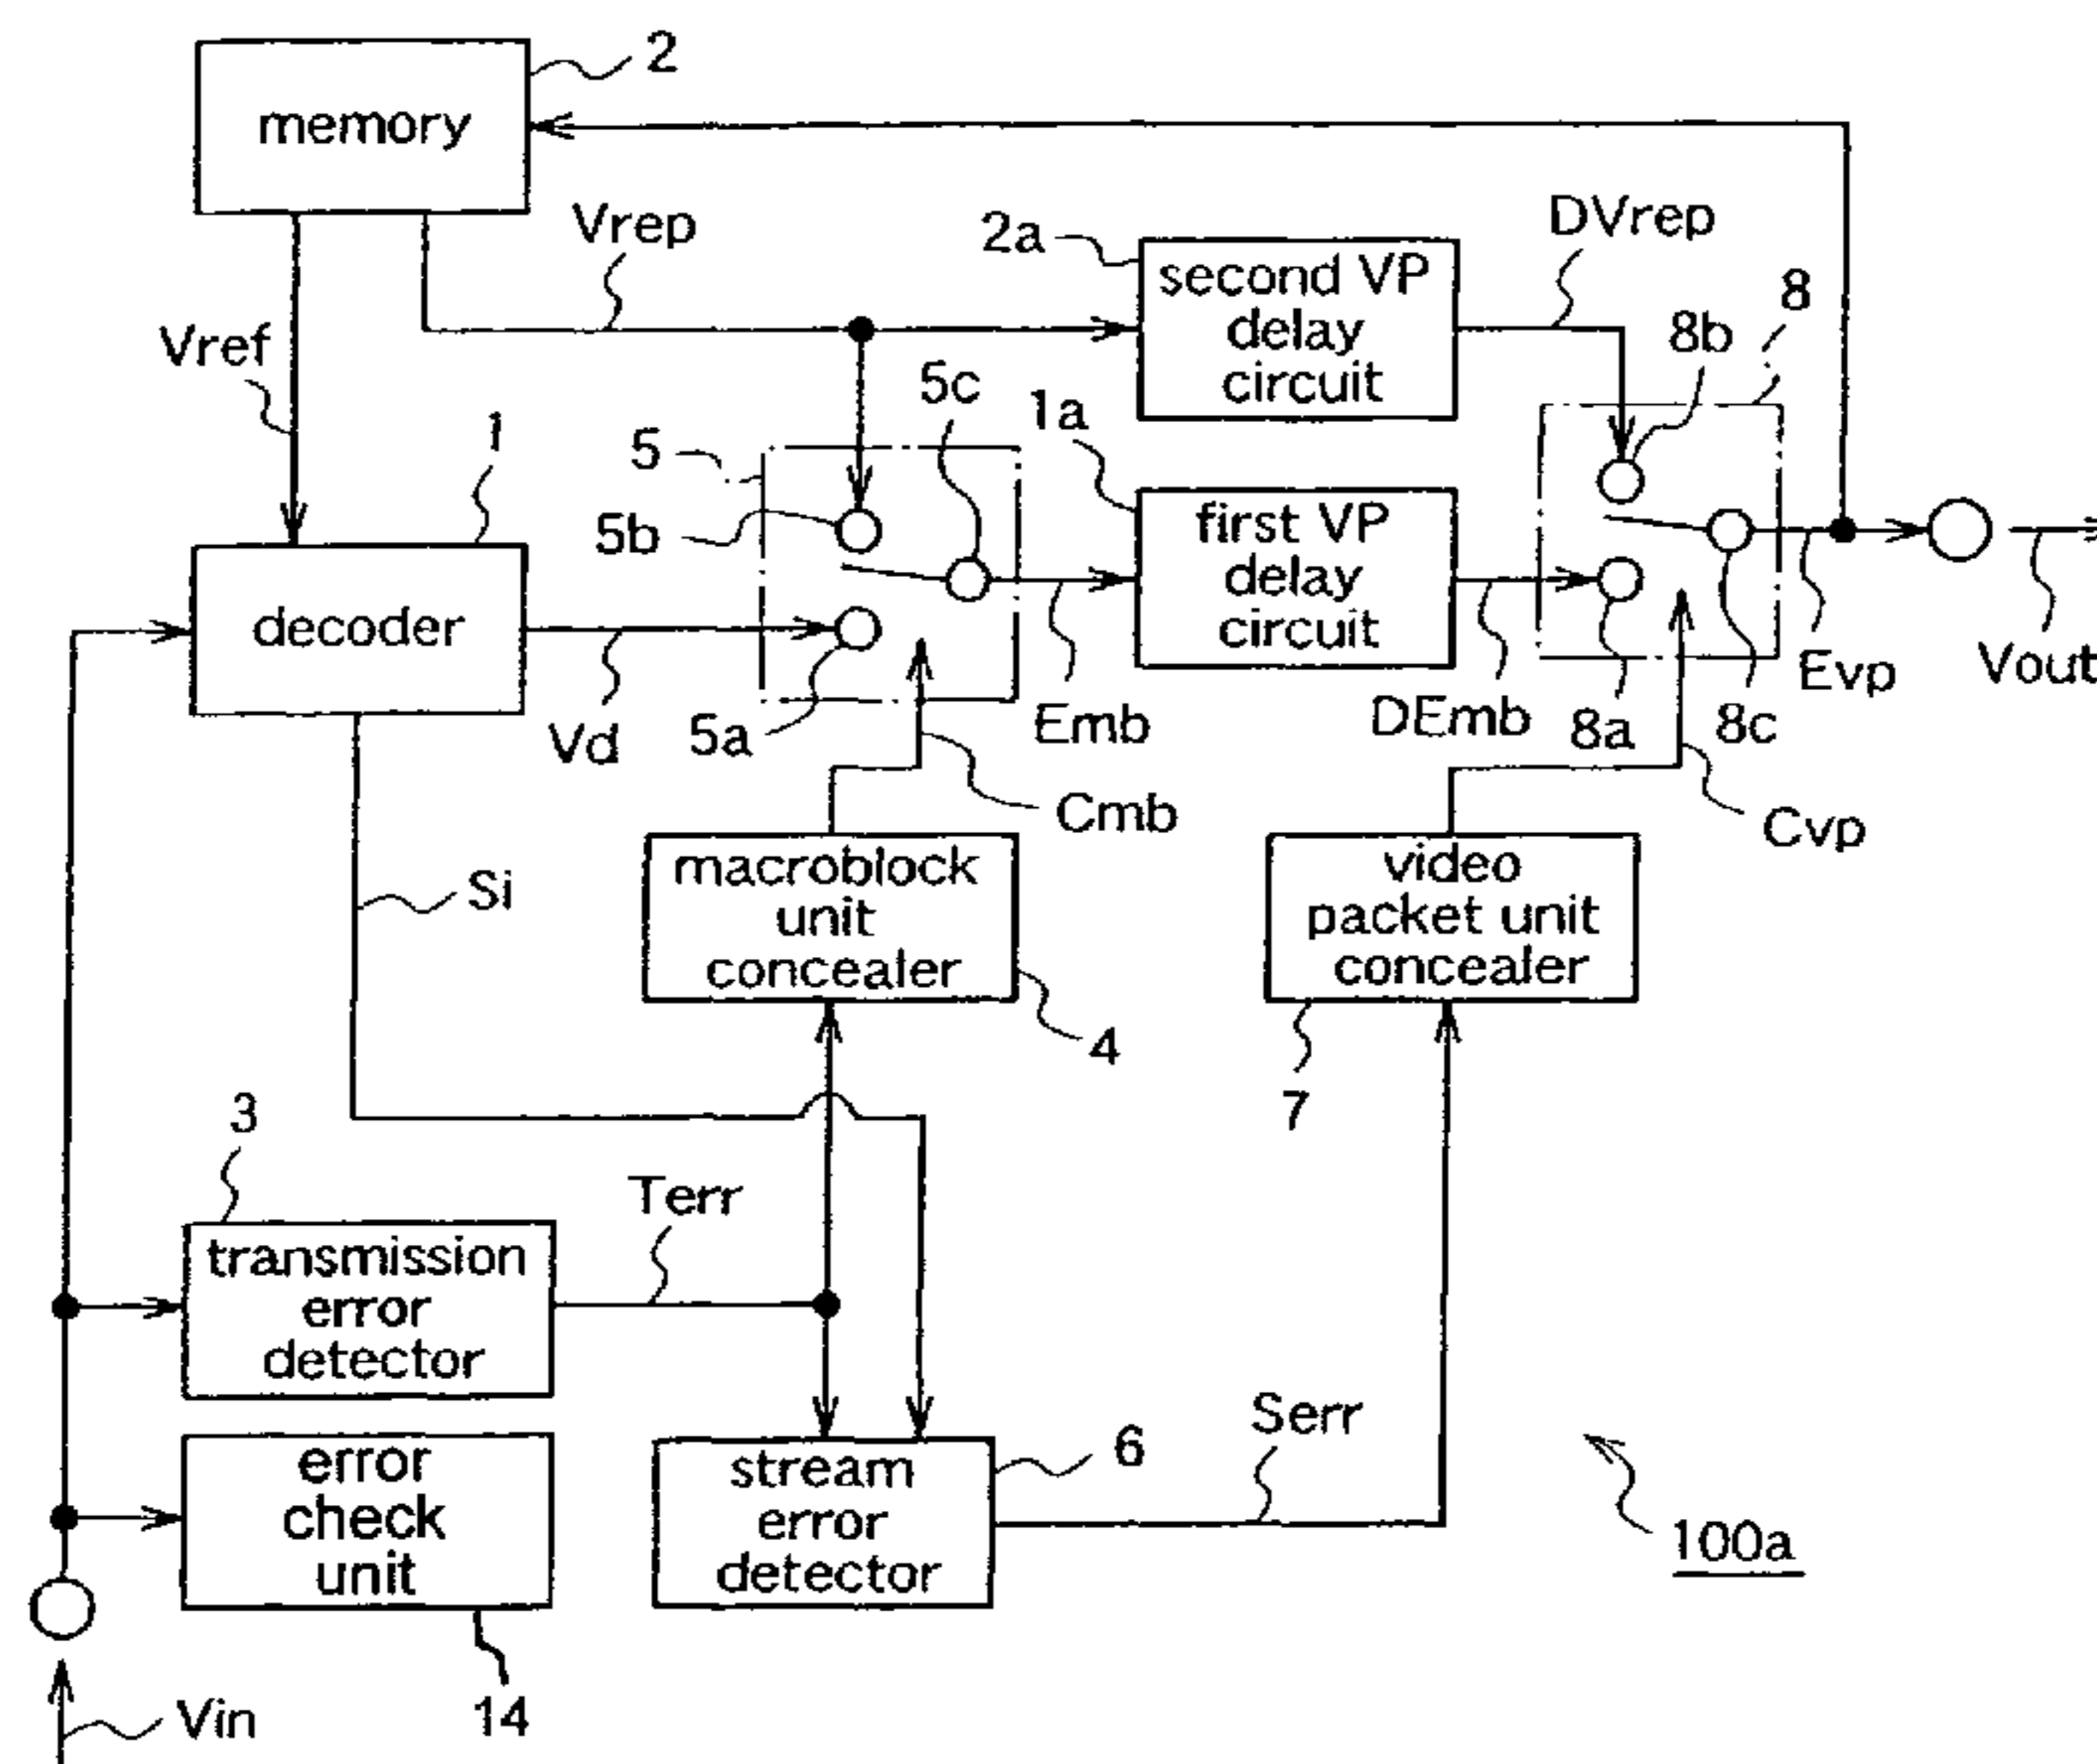 2
memory
Vrep
2a
DVrep
second VP
delay
circuit
8
8b
Vref
5c
1a
1
5
5b
first VP
delay
circuit
decoder
Vd
5a
Emb
DEmb
8a
8c
Evp
Vout
Cmb
Cvp
Si
macroblock
unit
concealer
4
video
packet unit
concealer
7
3
Terr
transmission
error
detector
Serr
6
stream
error
detector
error
check
unit
14
100a
Vin